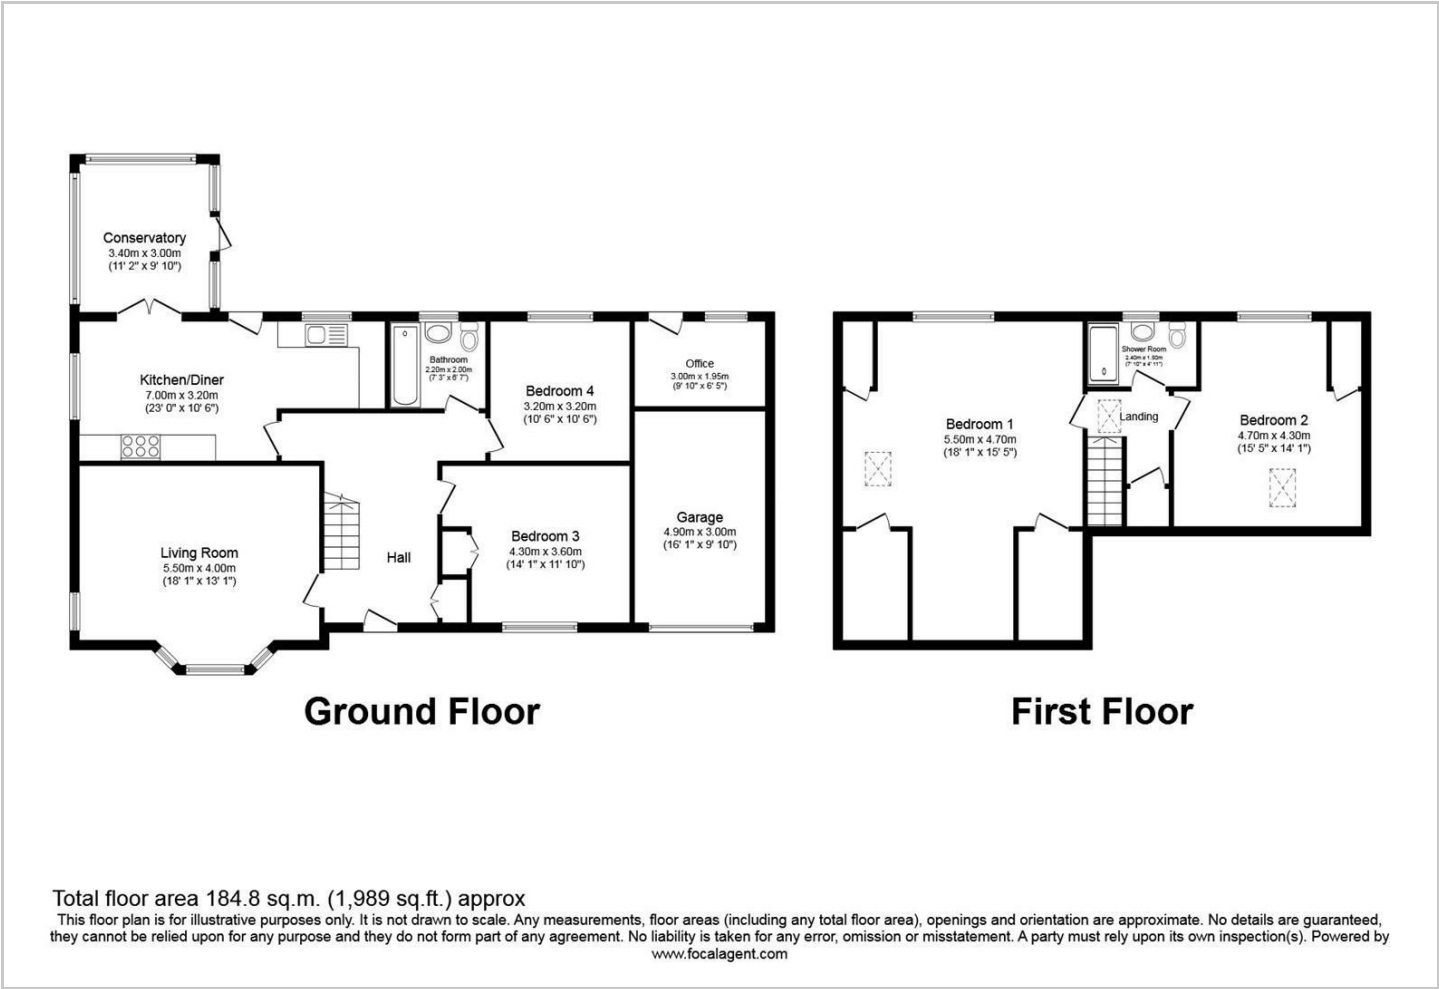 Conservatory
3.40m x 3.00m
(11' 2" x 9' 10")
Kitchen/Diner
7.00m x 3.20m
(23' 0" x 10' 6")
Bathroom
2.20m x 2.00m
(7' 3" x 6' 7")
Bedroom 4
3.20m x 3.20m
(10' 6" x 10' 6")
Office
3.00m x 1.95m
(9' 10" x 6' 5")
Living Room
5.50m x 4.00m
(18' 1" x 13' 1")
Hall
Bedroom 3
4.30m x 3.60m
(14' 1" x 11' 10")
Garage
4.90m x 3.00m
(16' 1" x 9' 10")
Ground Floor
Shower Room
2.40m x 1.50m
(7' 10" x 4' 11")
Landing
Bedroom 1
5.50m x 4.70m
(18' 1" x 15' 5")
Bedroom 2
4.70m x 4.30m
(15' 5" x 14' 1")
First Floor
Total floor area 184.8 sq.m. (1,989 sq.ft.) approx
This floor plan is for illustrative purposes only. It is not drawn to scale. Any measurements, floor areas (including any total floor area), openings and orientation are approximate. No details are guaranteed,
they cannot be relied upon for any purpose and they do not form part of any agreement. No liability is taken for any error, omission or misstatement. A party must rely upon its own inspection(s). Powered by
www.focalagent.com